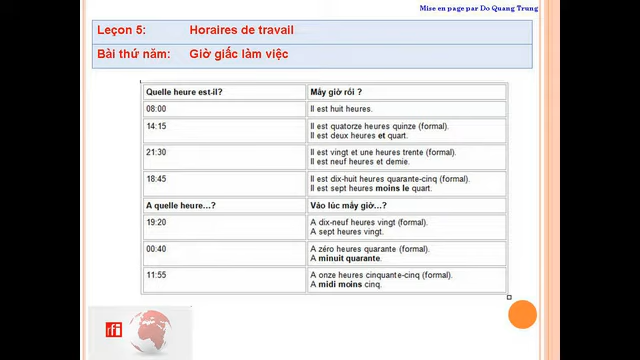 Mise en page par Do Quang Trung
Leçon 5: Horaires de travail
Bài thứ năm: Giờ giấc làm việc
Quelle heure est-il? Mấy giờ rồi ?
08:00 Il est huit heures.
14:15 Il est quatorze heures quinze (formal).
Il est deux heures et quart.
21:30 Il est vingt et une heures trente (formal).
Il est neuf heures et demie.
18:45 Il est dix-huit heures quarante-cinq (formal).
Il est sept heures moins le quart.
A quelle heure…? Vào lúc mấy giờ…?
19:20 A dix-neuf heures vingt (formal).
A sept heures vingt.
00:40 A zéro heures quarante (formal).
A minuit quarante.
11:55 A onze heures cinquante-cinq (formal).
A midi moins cinq.
rfi